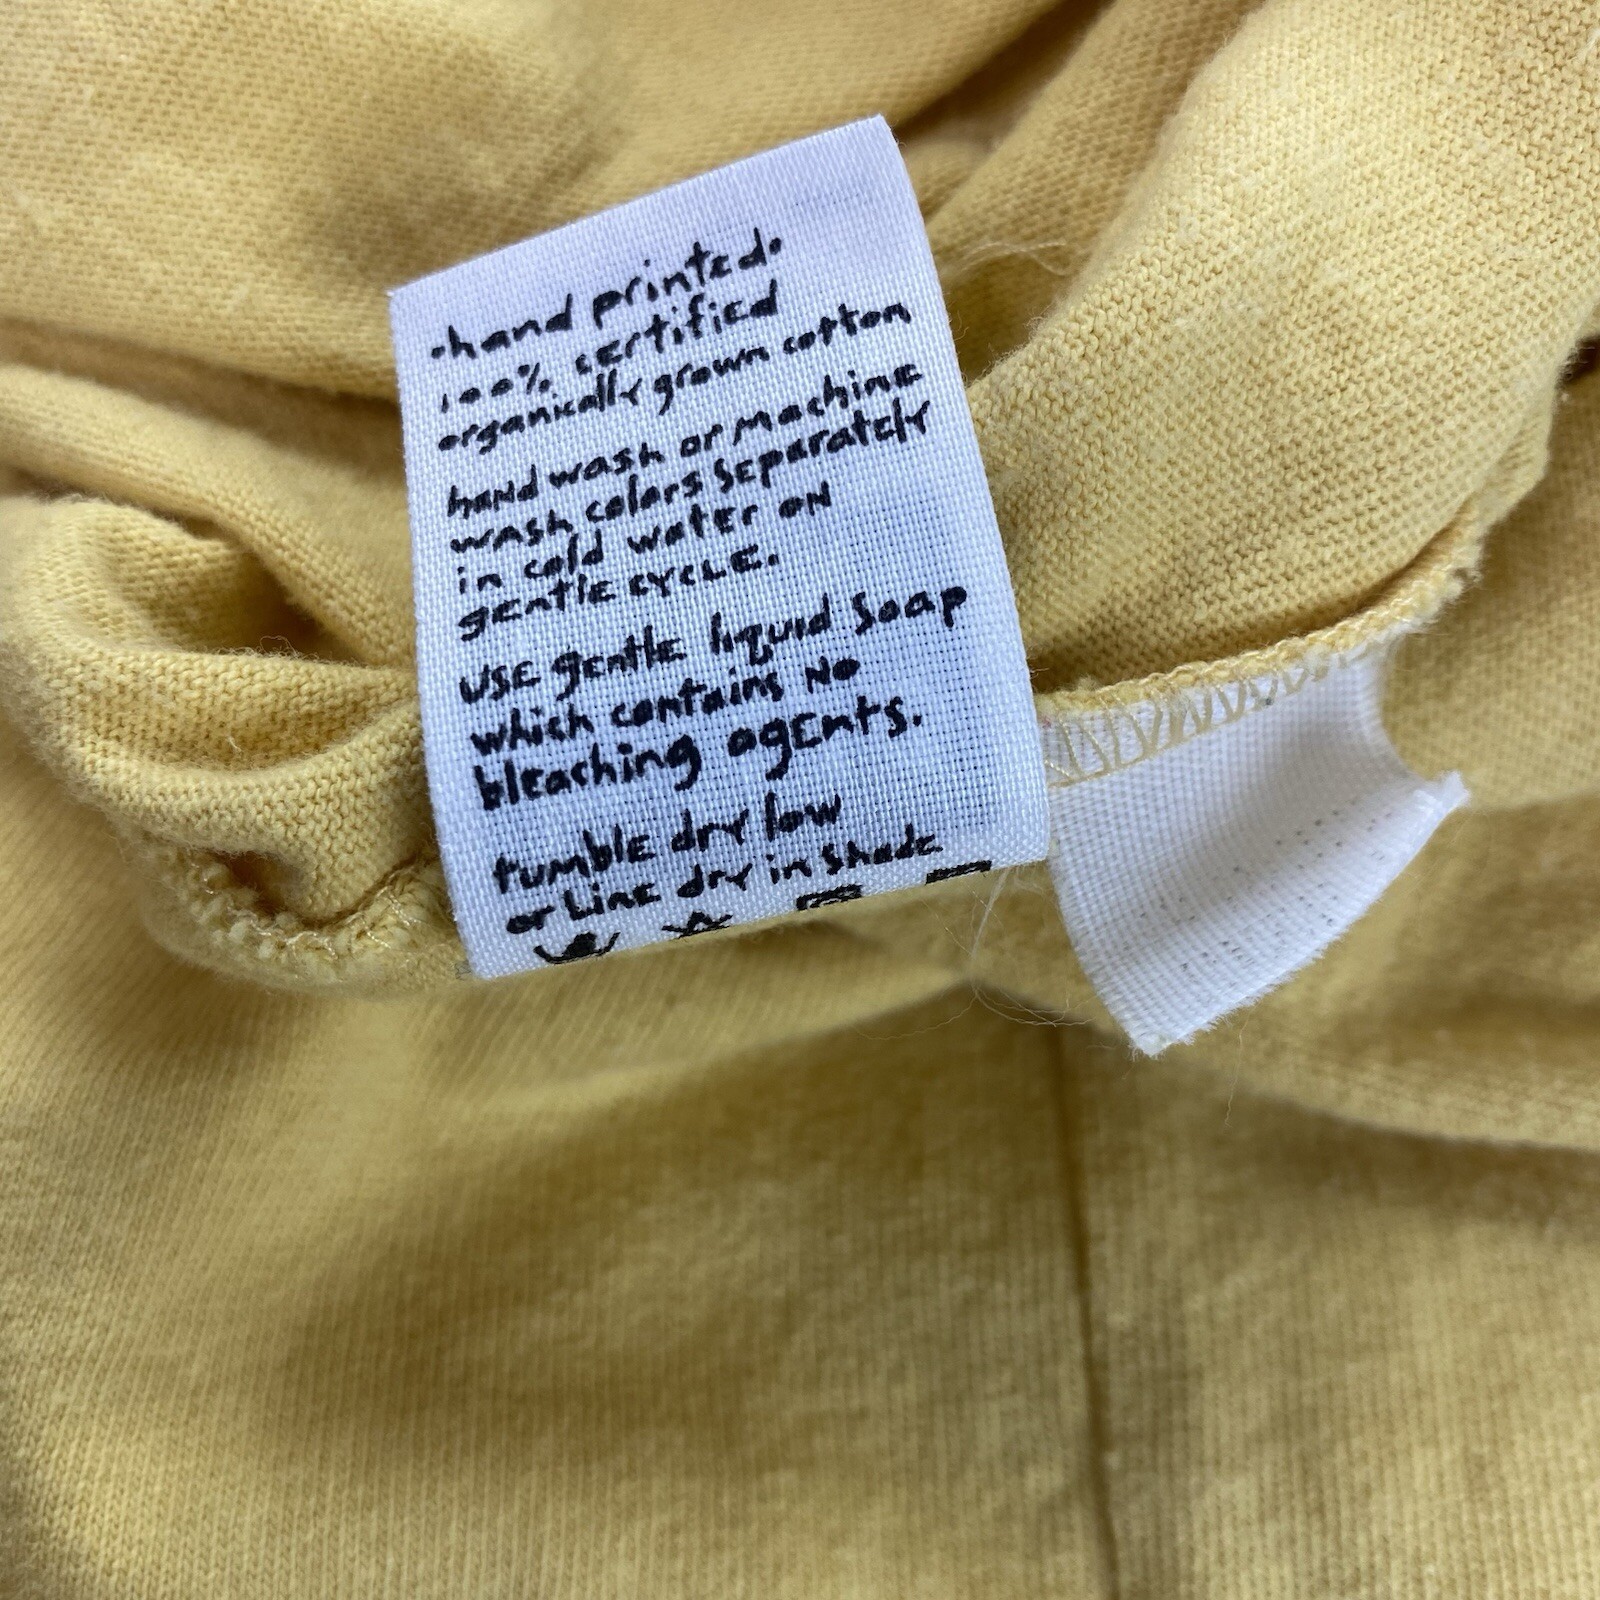 ·hand printed·
100% certified
organically grown cotton
hand wash or machine
wash colors separately
in cold water on
gentle cycle.
use gentle liquid soap
which contains no
bleaching agents.
tumble dry low
or line dry in shade